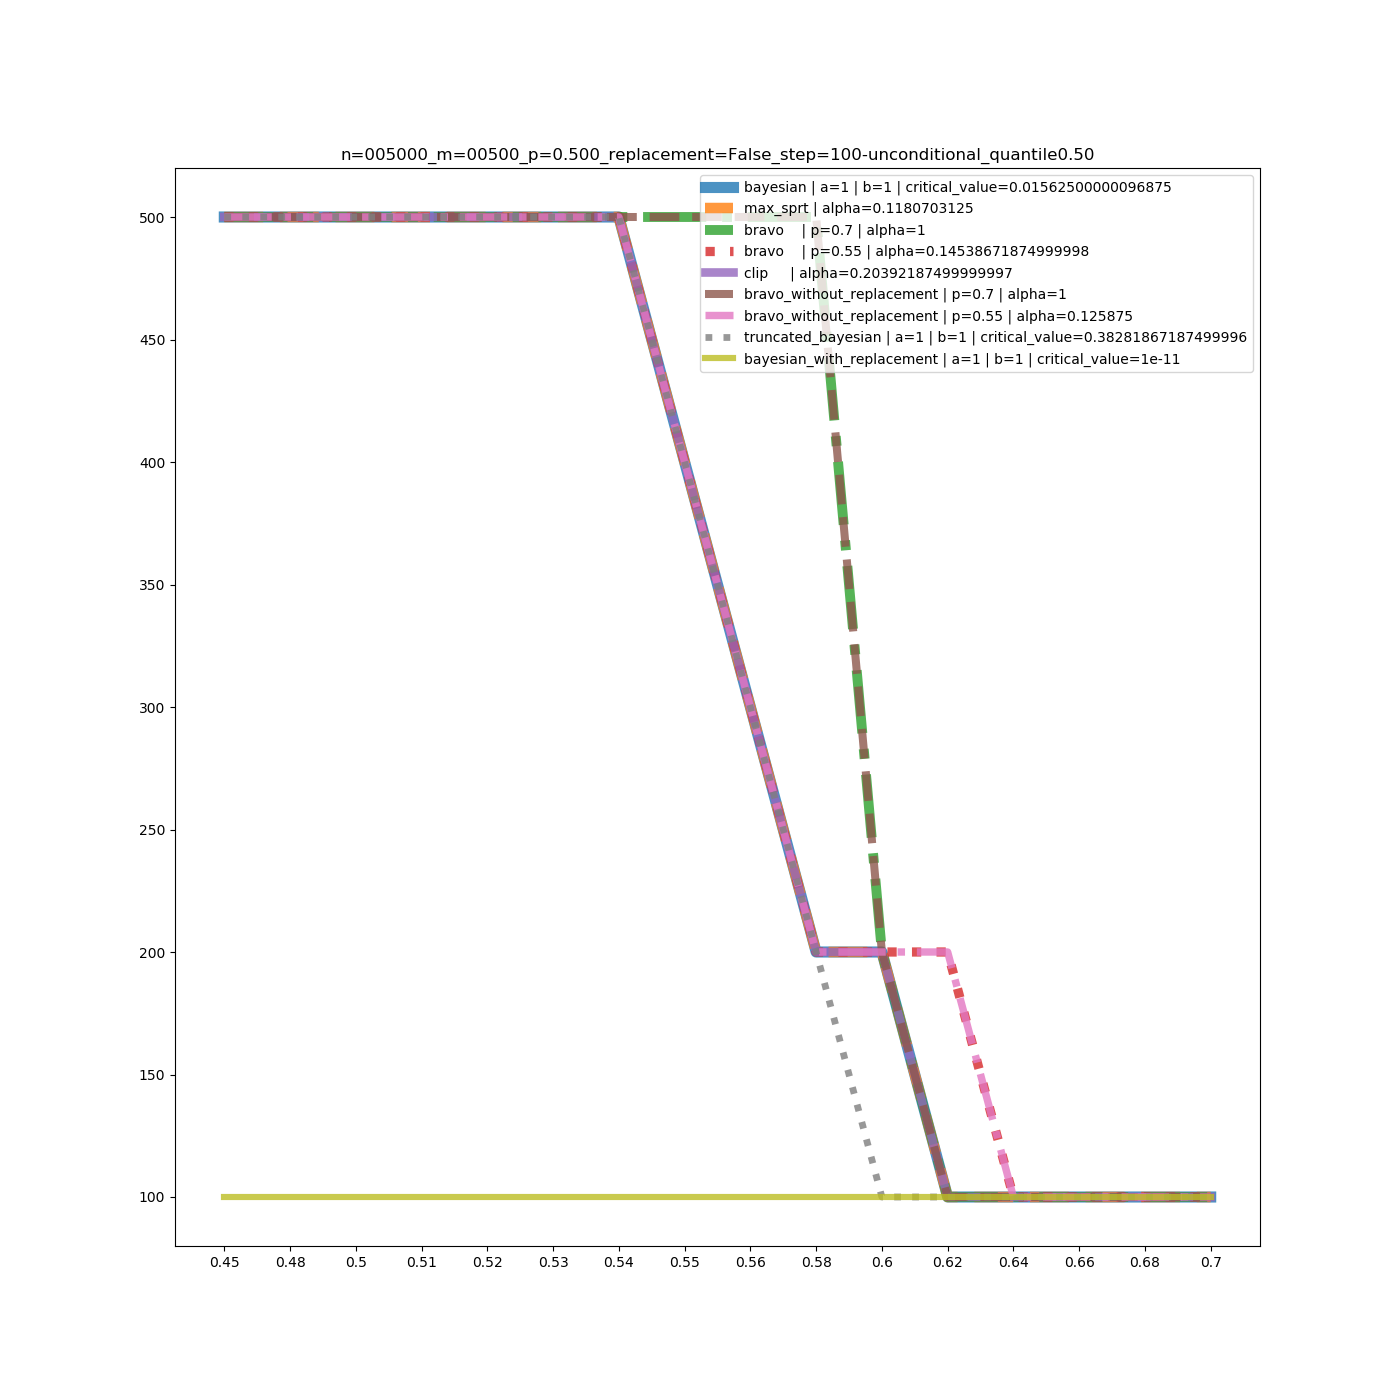 n=005000_m=00500_p=0.500_replacement=False_step=100-unconditional_quantile0.50
bayesian | a=1 | b=1 | critical_value=0.01562500000096875
max_sprt | alpha=0.1180703125
bravo    | p=0.7 | alpha=1
bravo    | p=0.55 | alpha=0.14538671874999998
clip     | alpha=0.20392187499999997
bravo_without_replacement | p=0.7 | alpha=1
bravo_without_replacement | p=0.55 | alpha=0.125875
truncated_bayesian | a=1 | b=1 | critical_value=0.38281867187499996
bayesian_with_replacement | a=1 | b=1 | critical_value=1e-11
500
450
400
350
300
250
200
150
100
0.45 0.48 0.5 0.51 0.52 0.53 0.54 0.55 0.56 0.58 0.6 0.62 0.64 0.66 0.68 0.7